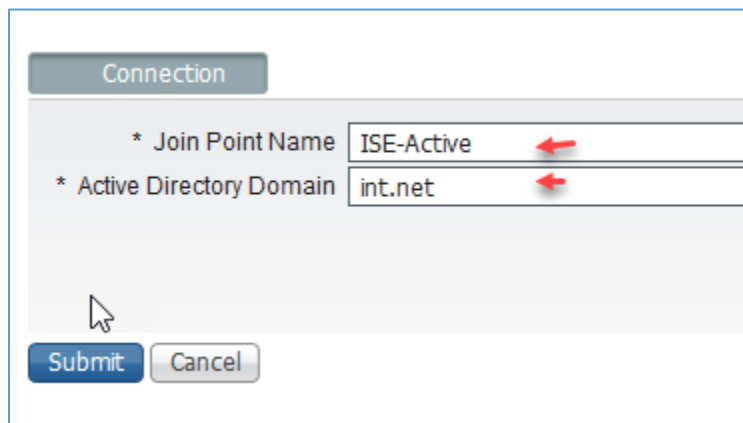 Connection
* Join Point Name ISE-Active
* Active Directory Domain int.net
Submit Cancel